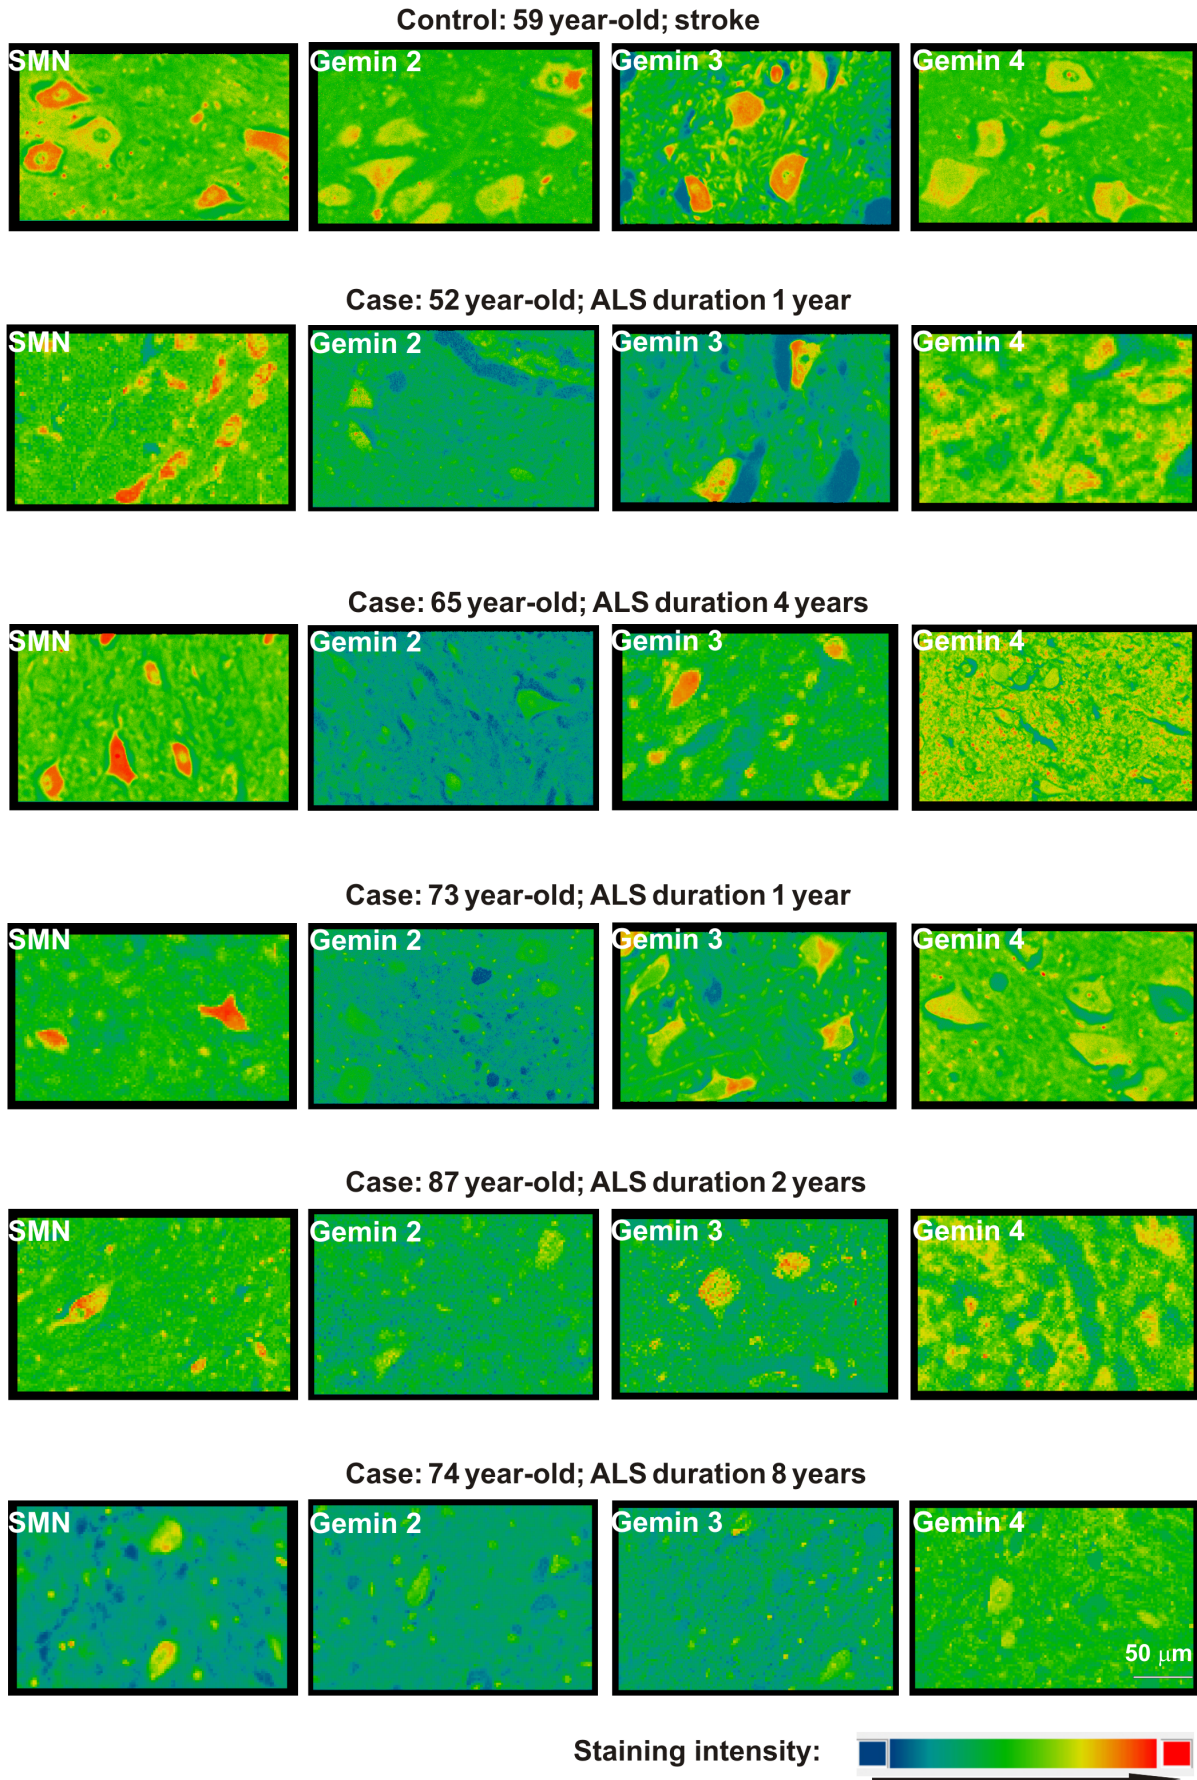 Control: 59 year-old; stroke
SMN Gemin 2 Gemin 3 Gemin 4
Case: 52 year-old; ALS duration 1 year
SMN Gemin 2 Gemin 3 Gemin 4
Case: 65 year-old; ALS duration 4 years
SMN Gemin 2 Gemin 3 Gemin 4
Case: 73 year-old; ALS duration 1 year
SMN Gemin 2 Gemin 3 Gemin 4
Case: 87 year-old; ALS duration 2 years
SMN Gemin 2 Gemin 3 Gemin 4
Case: 74 year-old; ALS duration 8 years
SMN Gemin 2 Gemin 3 Gemin 4
50 μm
Staining intensity: